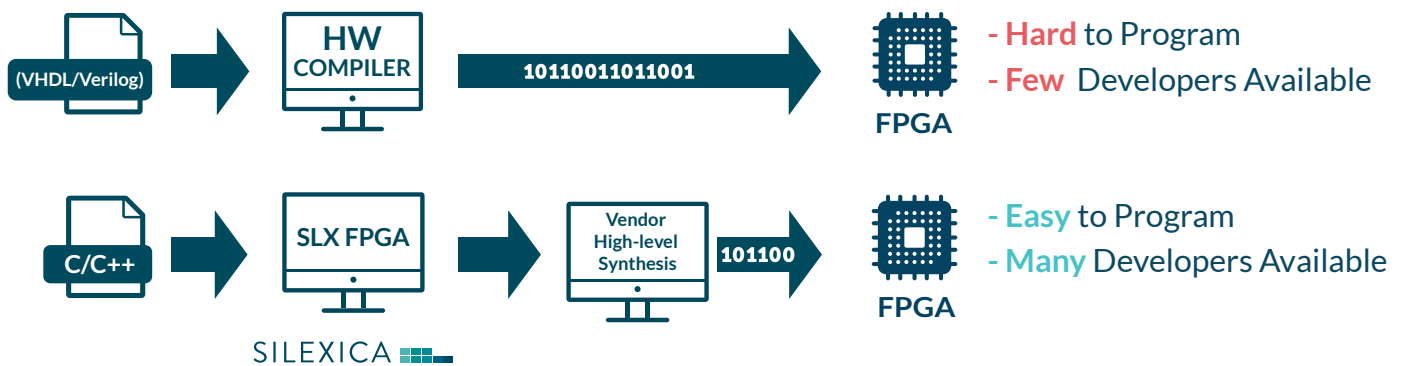 (VHDL/Verilog)
HW
COMPILER
10110011011001
FPGA
- Hard to Program
- Few Developers Available
C/C++
SLX FPGA
Vendor
High-level
Synthesis
101100
FPGA
- Easy to Program
- Many Developers Available
SILEXICA